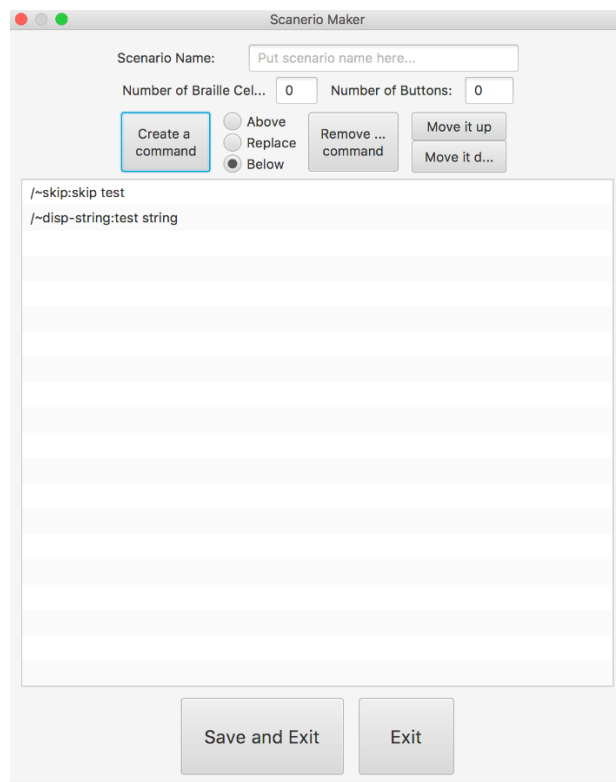 Scanerio Maker
Scenario Name: Put scenario name here...
Number of Braille Cel... 0 Number of Buttons: 0
Create a command
Above
Replace
Below
Remove ... command
Move it up
Move it d...
/~skip:skip test
/~disp-string:test string
Save and Exit Exit